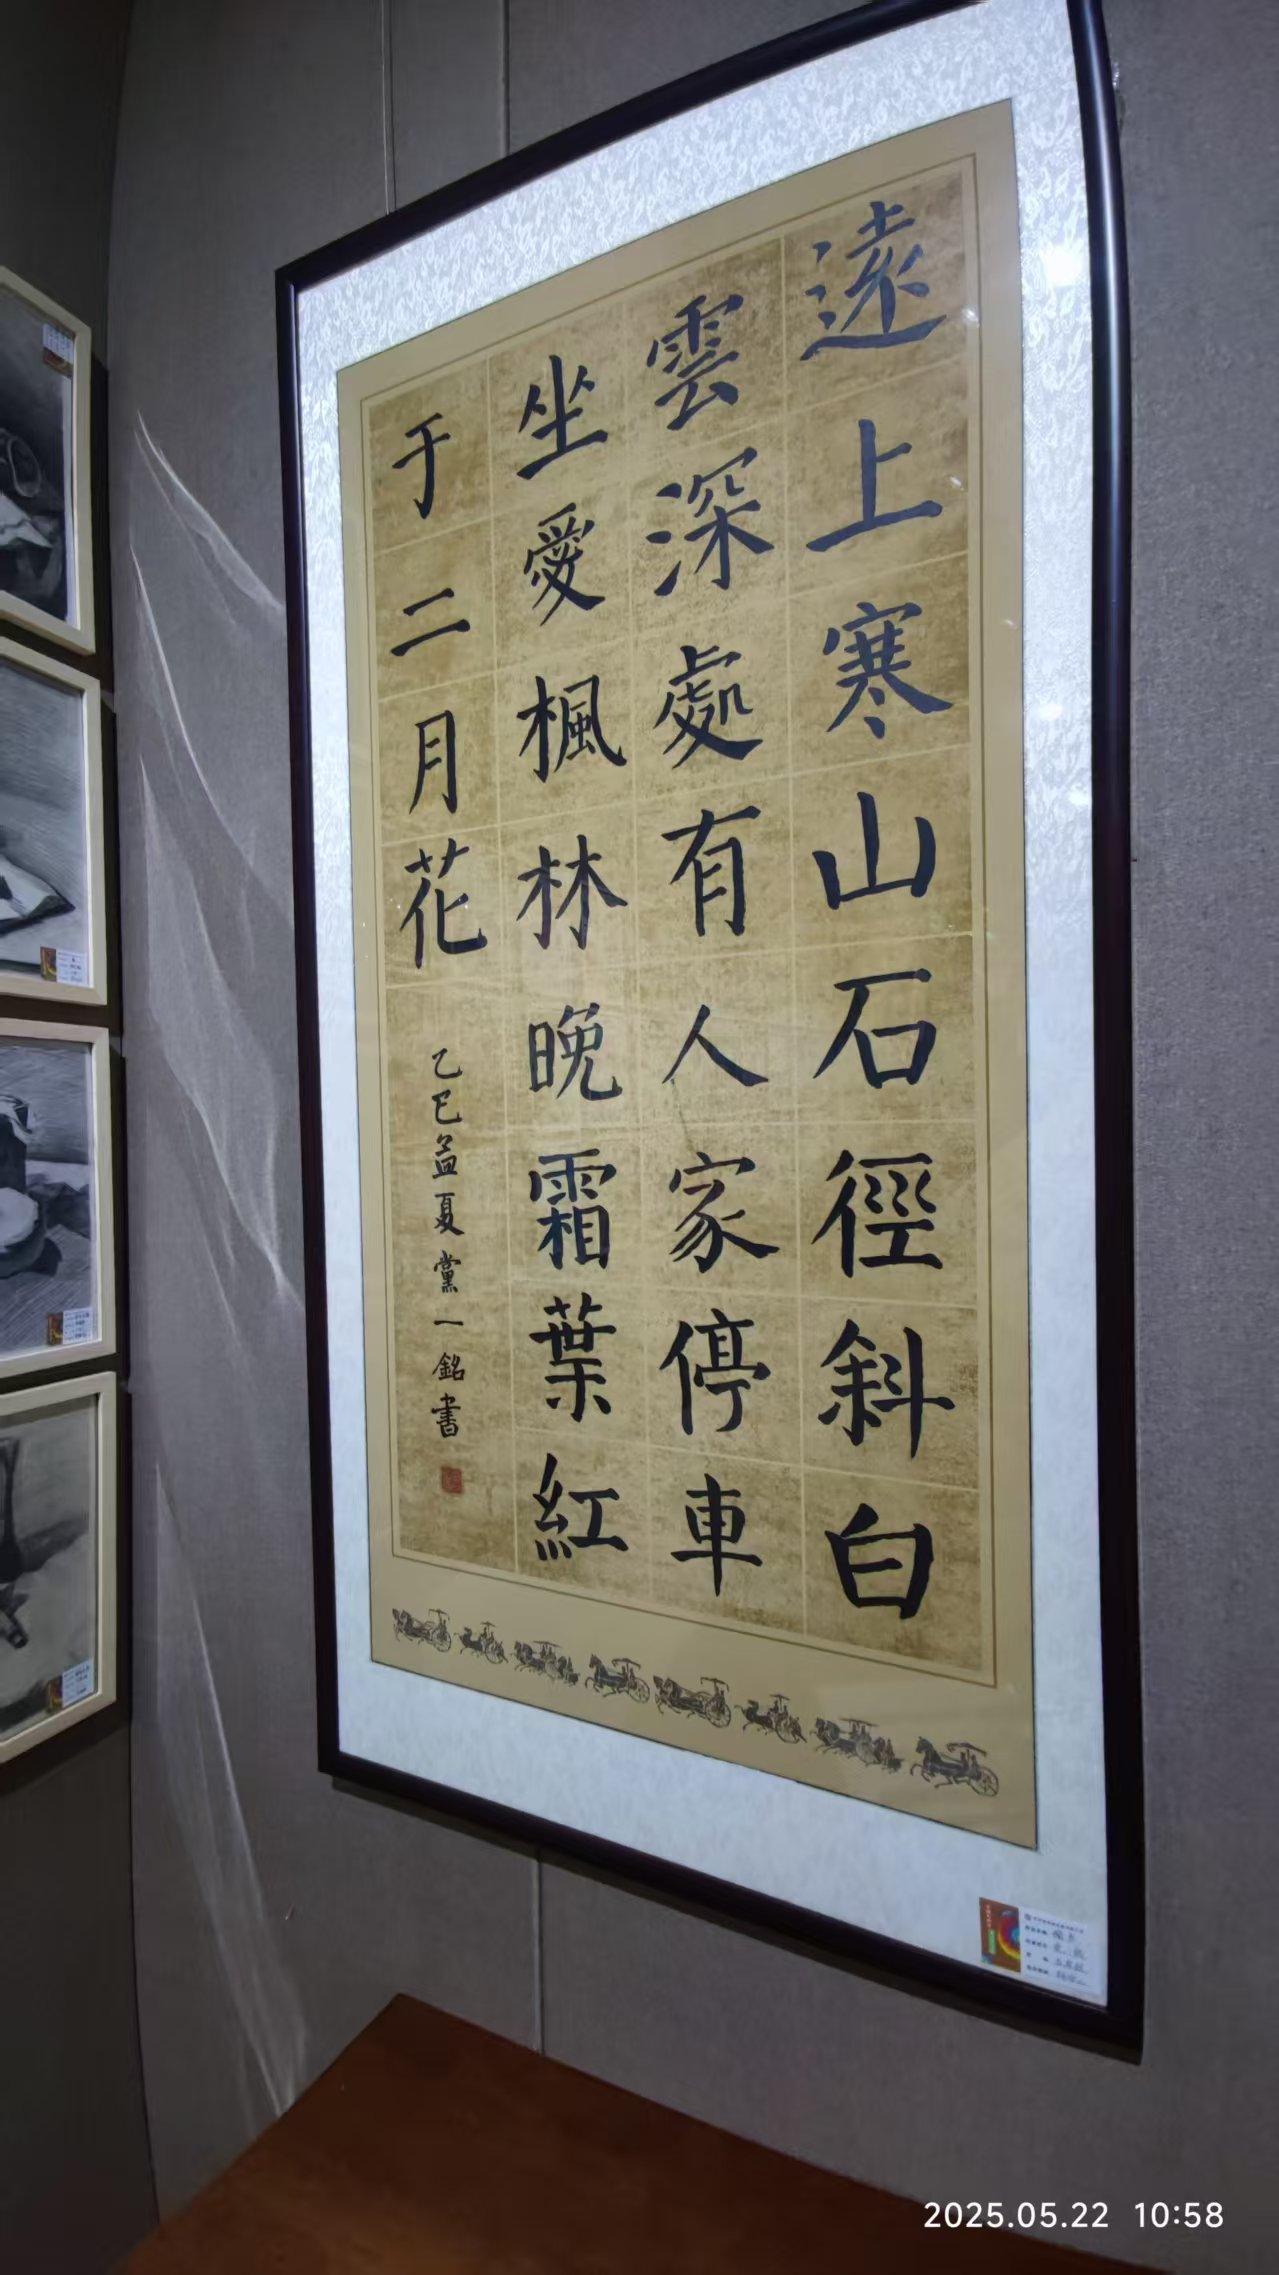 遠上寒山石徑斜白
雲深處有人家停車
坐愛楓林晚霜葉紅
于二月花
乙巳孟夏黨一銘書
2025.05.22 10:58